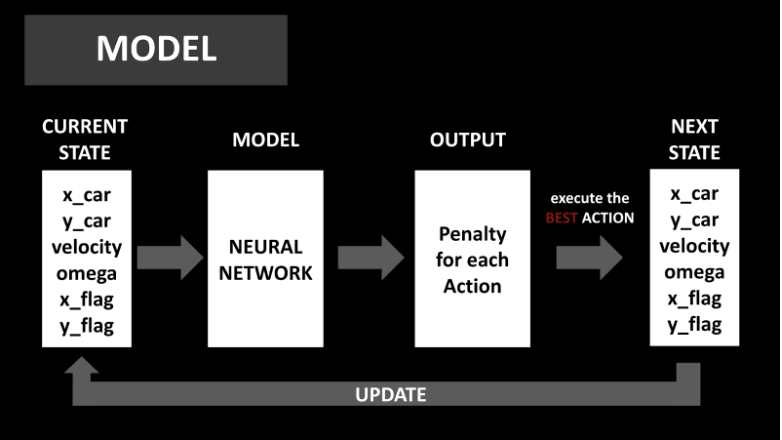 MODEL
CURRENT
STATE
x_car
y_car
velocity
omega
x_flag
y_flag
MODEL
NEURAL
NETWORK
OUTPUT
Penalty
for each
Action
execute the
BEST ACTION
NEXT
STATE
x_car
y_car
velocity
omega
x_flag
y_flag
UPDATE